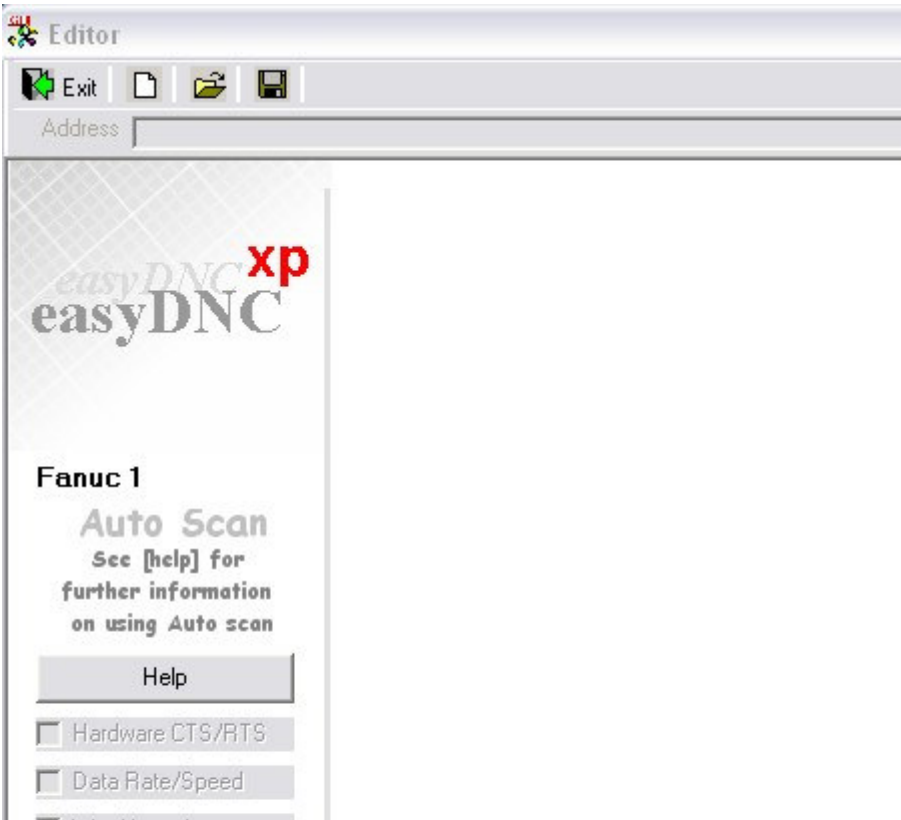 GUI
Editor
Exit
Address
easyDNC xp
easyDNC
Fanuc 1
Auto Scan
See [help] for
further information
on using Auto scan
Help
Hardware CTS/RTS
Data Rate/Speed